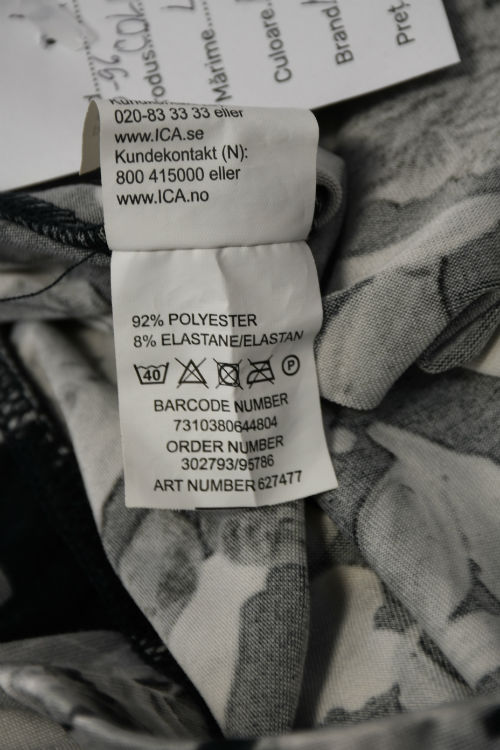 Mărime
Culoare
Brand
Preț
020-83 33 33 eller
www.ICA.se
Kundekontakt (N):
800 415000 eller
www.ICA.no
92% POLYESTER
8% ELASTANE/ELASTAN
40
P
BARCODE NUMBER
7310380644804
ORDER NUMBER
302793/95786
ART NUMBER 627477